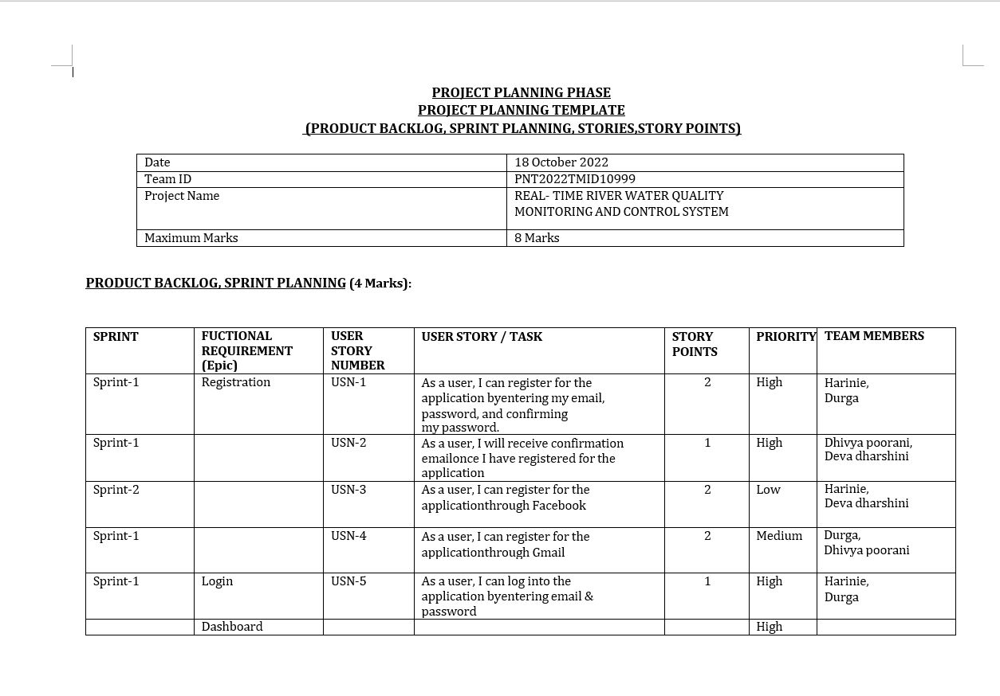 PROJECT PLANNING PHASE
PROJECT PLANNING TEMPLATE
(PRODUCT BACKLOG, SPRINT PLANNING, STORIES,STORY POINTS)
Date 18 October 2022
Team ID PNT2022TMID10999
Project Name REAL- TIME RIVER WATER QUALITY
MONITORING AND CONTROL SYSTEM
Maximum Marks 8 Marks
PRODUCT BACKLOG, SPRINT PLANNING (4 Marks):
SPRINT FUCTIONAL USER USER STORY / TASK STORY PRIORITY TEAM MEMBERS
REQUIREMENT STORY POINTS
(Epic) NUMBER
Sprint-1 Registration USN-1 As a user, I can register for the 2 High Harinie,
application byentering my email, Durga
password, and confirming
my password.
Sprint-1 USN-2 As a user, I will receive confirmation 1 High Dhivya poorani,
emailonce I have registered for the Deva dharshini
application
Sprint-2 USN-3 As a user, I can register for the 2 Low Harinie,
applicationthrough Facebook Deva dharshini
Sprint-1 USN-4 As a user, I can register for the 2 Medium Durga,
applicationthrough Gmail Dhivya poorani
Sprint-1 Login USN-5 As a user, I can log into the 1 High Harinie,
application byentering email & Durga
password
Dashboard High